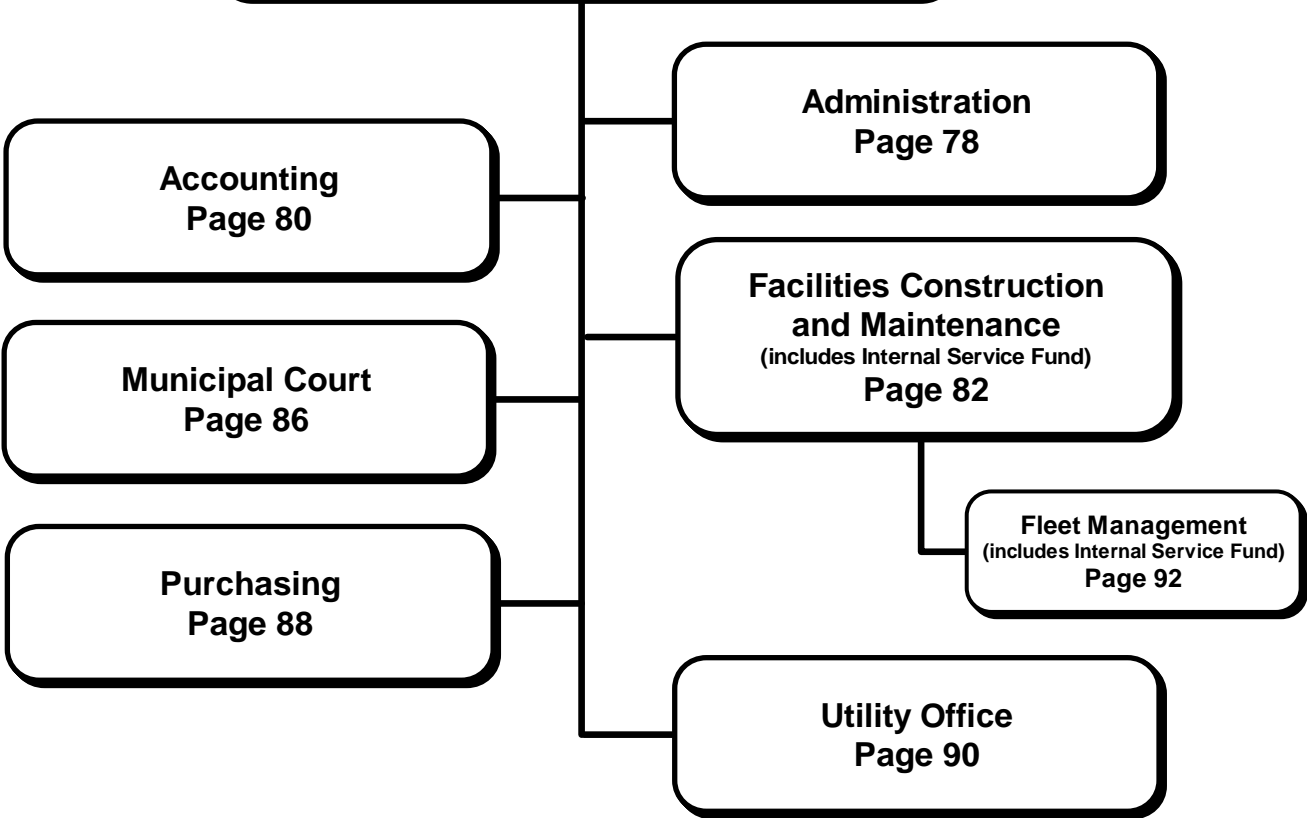 Administration
Page 78
Accounting
Page 80
Facilities Construction
and Maintenance
(includes Internal Service Fund)
Page 82
Municipal Court
Page 86
Fleet Management
(includes Internal Service Fund)
Page 92
Purchasing
Page 88
Utility Office
Page 90